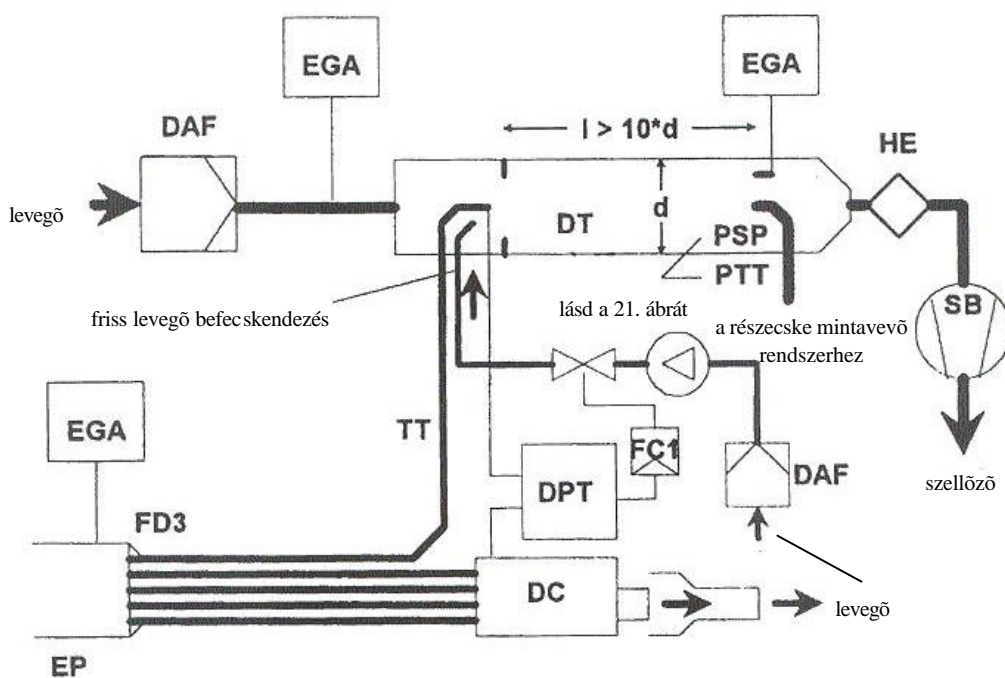 EGA
EGA
DAF
l > 10*d
HE
levegõ
d
DT
PSP
PTT
SB
friss levegõ befecskendezés
lásd a 21. ábrát
a részecske mintavevõ
rendszerhez
EGA
TT
FC1
DAF
DPT
szellõzõ
FD3
DC
levegõ
EP